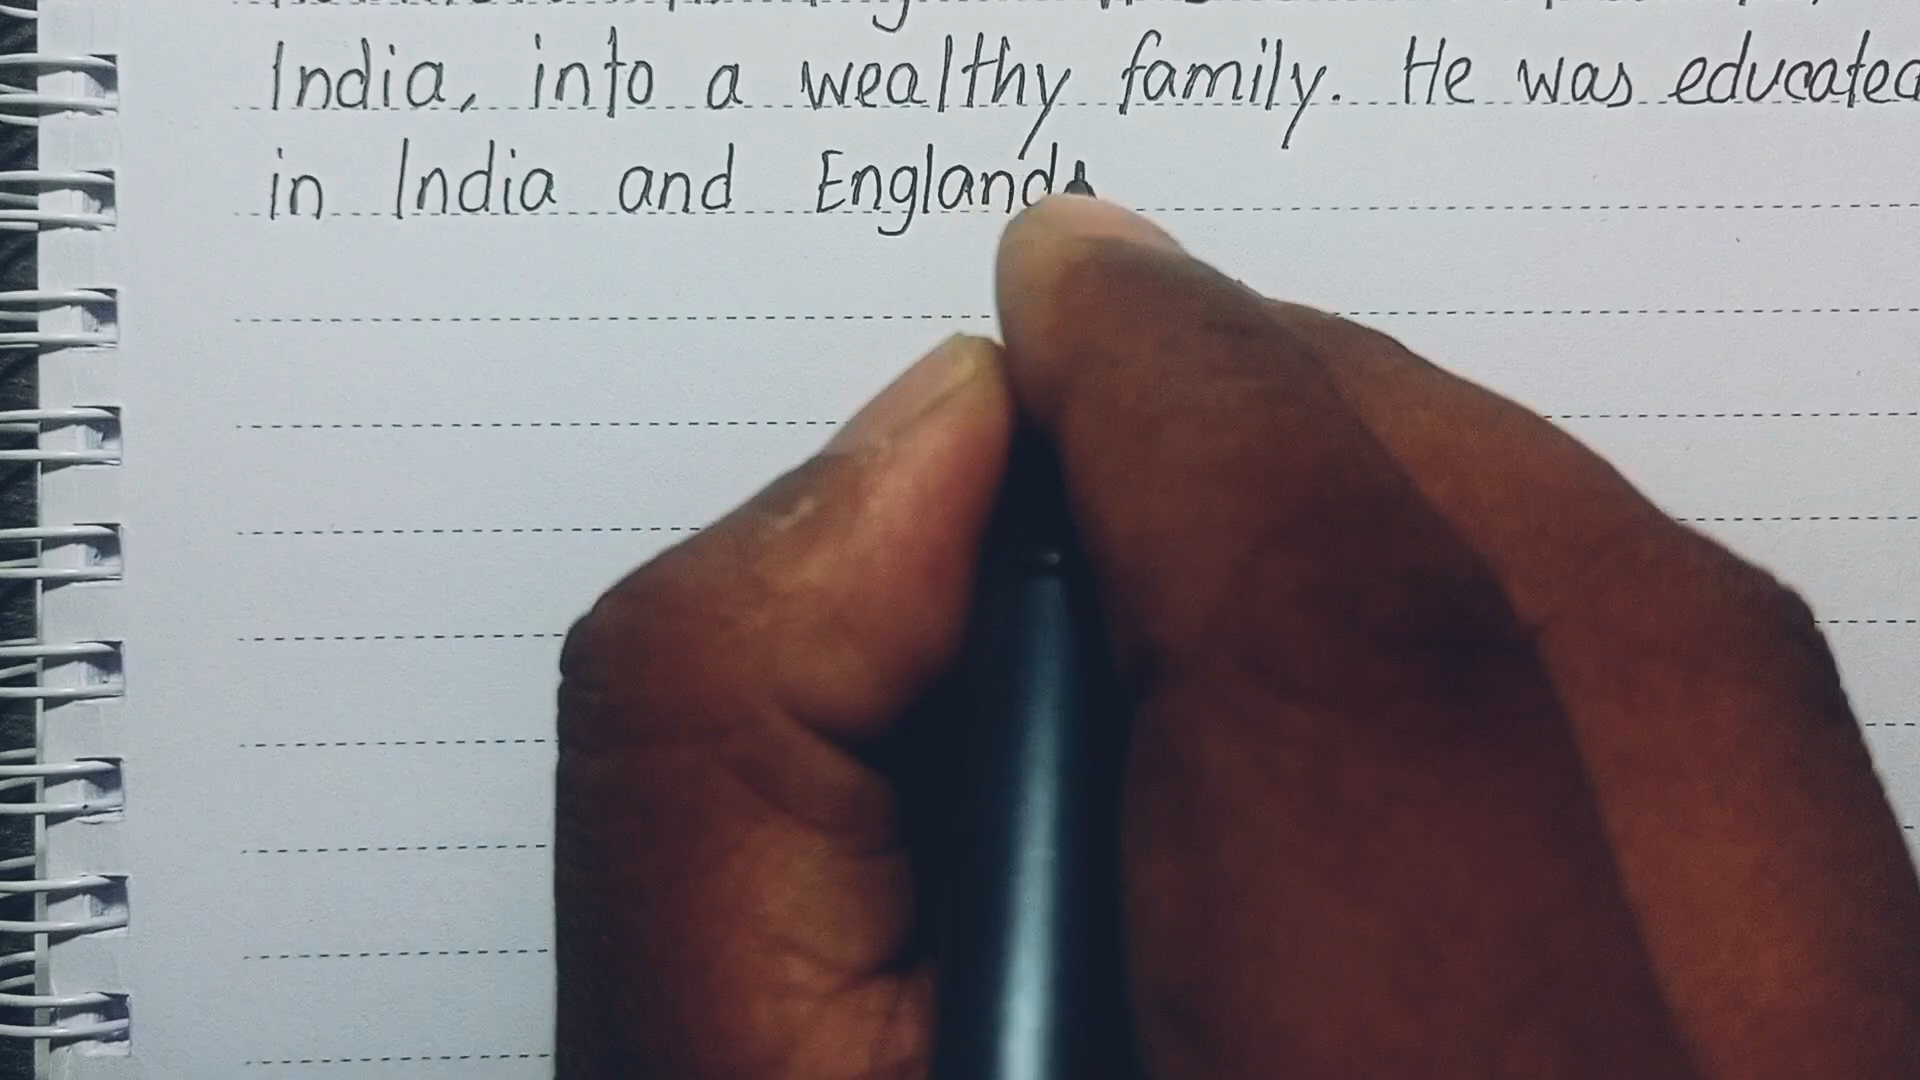 India, into a wealthy family. He was educated
in India and England